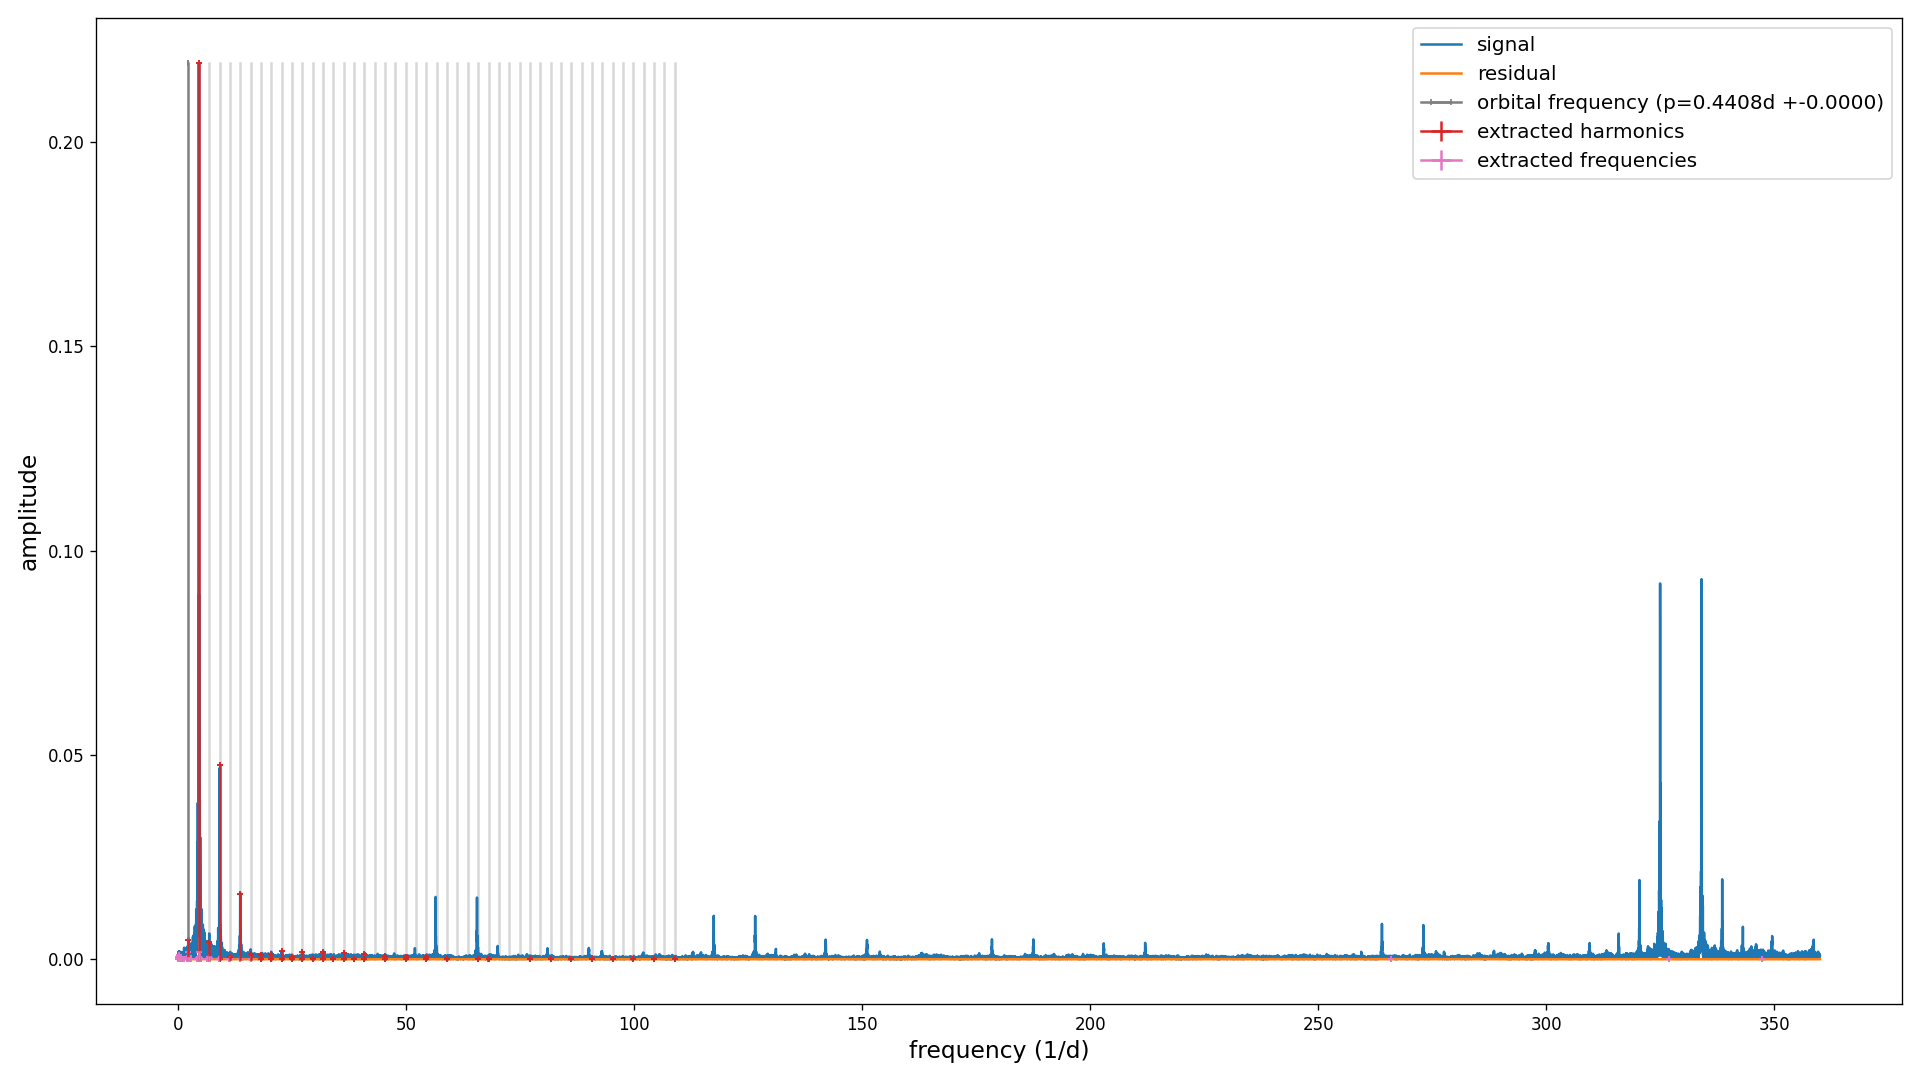 signal
residual
orbital frequency (p=0.4408d +-0.0000)
extracted harmonics
extracted frequencies
0.20
0.15
0.10
0.05
0.00
amplitude
0 50 100 150 200 250 300 350
frequency (1/d)